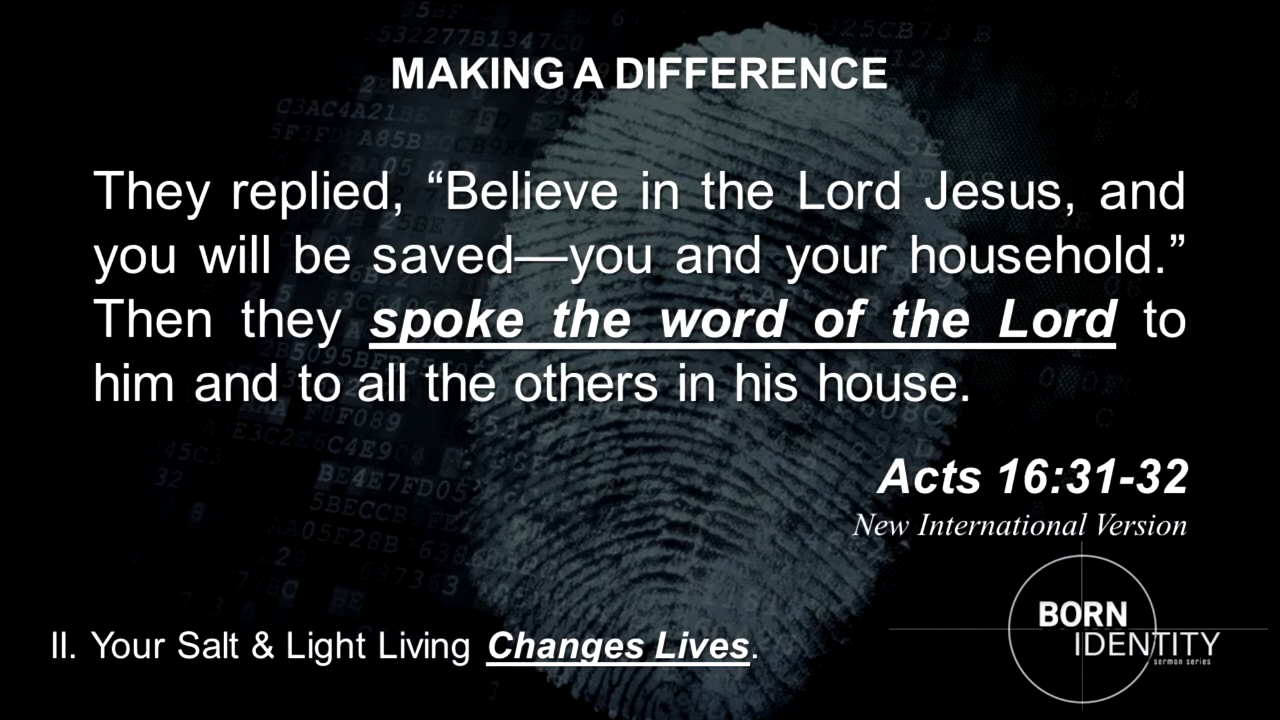 MAKING A DIFFERENCE
They replied, “Believe in the Lord Jesus, and
you will be saved—you and your household.”
Then they spoke the word of the Lord to
him and to all the others in his house.
Acts 16:31-32
New International Version
II. Your Salt & Light Living Changes Lives.
BORN
IDENTITY
sermon series